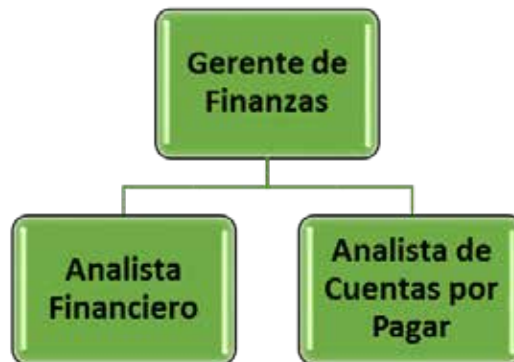 Gerente de
Finanzas
Analista
Financiero
Analista de
Cuentas por
Pagar